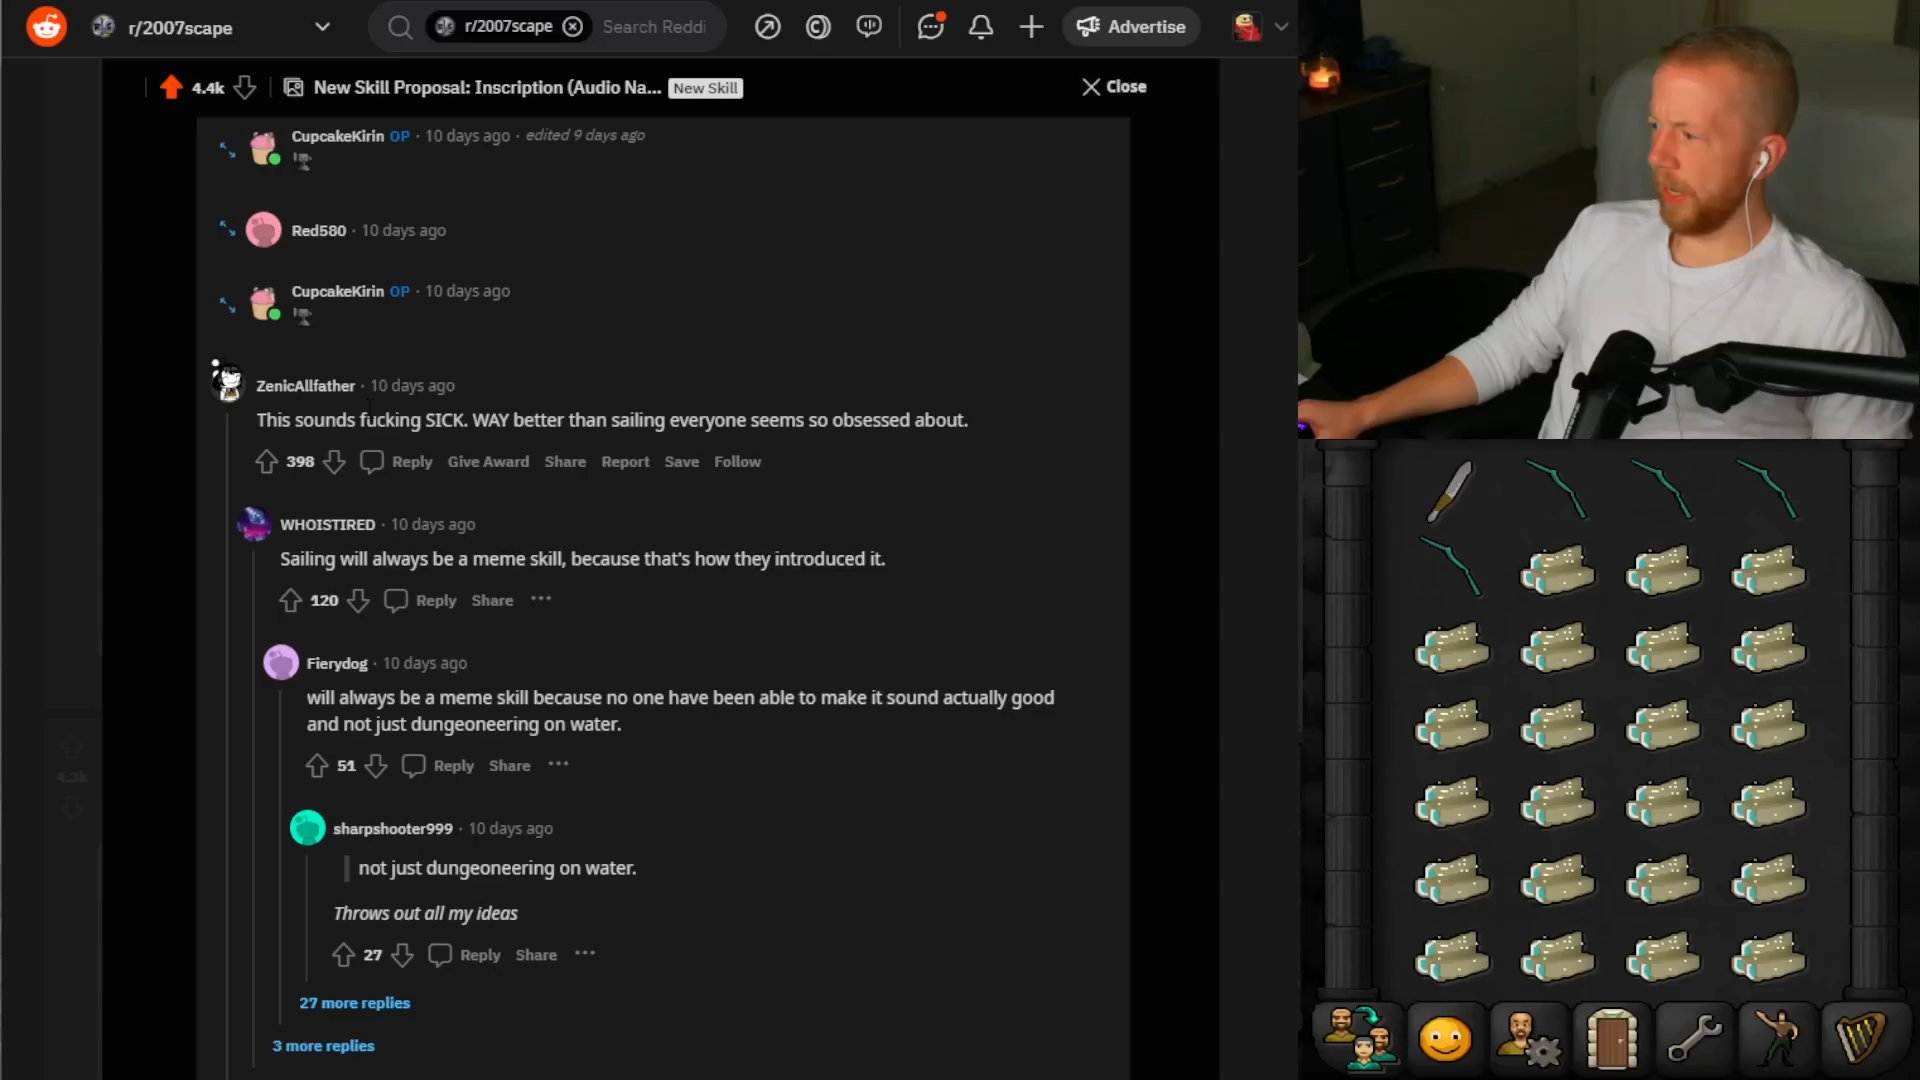 r/2007scape
r/2007scape
Search Reddi
Advertise
4.4k
New Skill Proposal: Inscription (Audio Na...
New Skill
Close
CupcakeKirin OP · 10 days ago · edited 9 days ago
Red580 · 10 days ago
CupcakeKirin OP · 10 days ago
ZenicAllfather · 10 days ago
This sounds fucking SICK. WAY better than sailing everyone seems so obsessed about.
398 Reply Give Award Share Report Save Follow
WHOISTIRED · 10 days ago
Sailing will always be a meme skill, because that's how they introduced it.
120 Reply Share ...
Fierydog · 10 days ago
will always be a meme skill because no one have been able to make it sound actually good
and not just dungeoneering on water.
51 Reply Share ...
4.3k
sharpshooter999 · 10 days ago
not just dungeoneering on water.
Throws out all my ideas
27 Reply Share ...
27 more replies
3 more replies